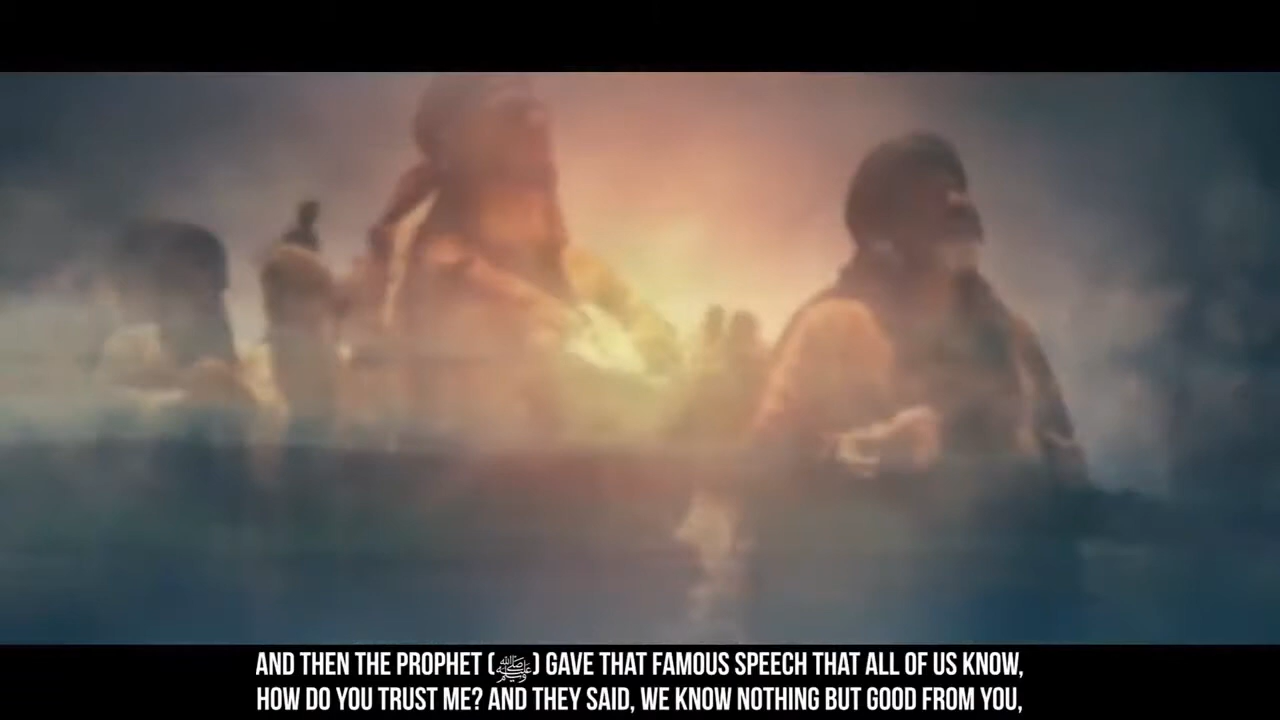 AND THEN THE PROPHET (ﷺ) GAVE THAT FAMOUS SPEECH THAT ALL OF US KNOW,
HOW DO YOU TRUST ME? AND THEY SAID, WE KNOW NOTHING BUT GOOD FROM YOU,